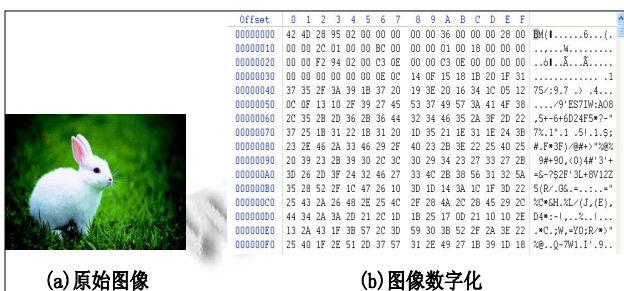 Offset 0 1 2 3 4 5 6 7 8 9 A B C D E F
00000000 42 4D 28 95 02 00 00 00 00 00 36 00 00 00 28 00 BM(......6...(.
00000010 00 00 2C 01 00 00 BC 00 00 00 01 00 18 00 00 00
00000020 00 00 F2 94 02 00 C3 0E 00 00 C3 0E 00 00 00 00
00000030 00 00 00 00 00 00 0E 0C 14 0F 15 18 1B 20 1F 31
00000040 37 35 2F 3A 39 1B 37 20 19 3E 20 16 34 1C 05 12
00000050 0C 0F 13 10 2F 39 27 45 53 37 49 57 3A 41 4F 38
00000060 2C 35 2B 2D 36 2B 36 44 32 34 46 35 2A 3F 2D 22
00000070 37 25 1B 31 22 1B 31 20 1D 35 21 1E 31 1E 24 3B
00000080 23 2E 46 2A 33 46 29 2F 40 23 2B 3E 22 25 40 25
00000090 20 39 23 2B 39 30 2C 3C 30 29 34 23 27 33 27 2B
000000A0 3D 26 2D 3F 24 32 46 27 33 4C 2B 38 56 31 32 5A
000000B0 35 28 52 2F 1C 47 26 10 3D 1D 14 3A 1C 1F 3D 22
000000C0 25 43 2A 26 48 2E 25 4C 2F 28 4A 2C 28 45 29 2C
000000D0 44 34 2A 3A 2D 21 2C 1D 1B 25 17 0D 21 10 10 2E
000000E0 13 2A 43 1F 3B 57 2C 3D 59 30 3B 52 2F 2A 3E 22
000000F0 25 40 1F 2E 51 2D 37 57 31 2E 49 27 1B 39 1D 18
(a)原始图像 (b)图像数字化